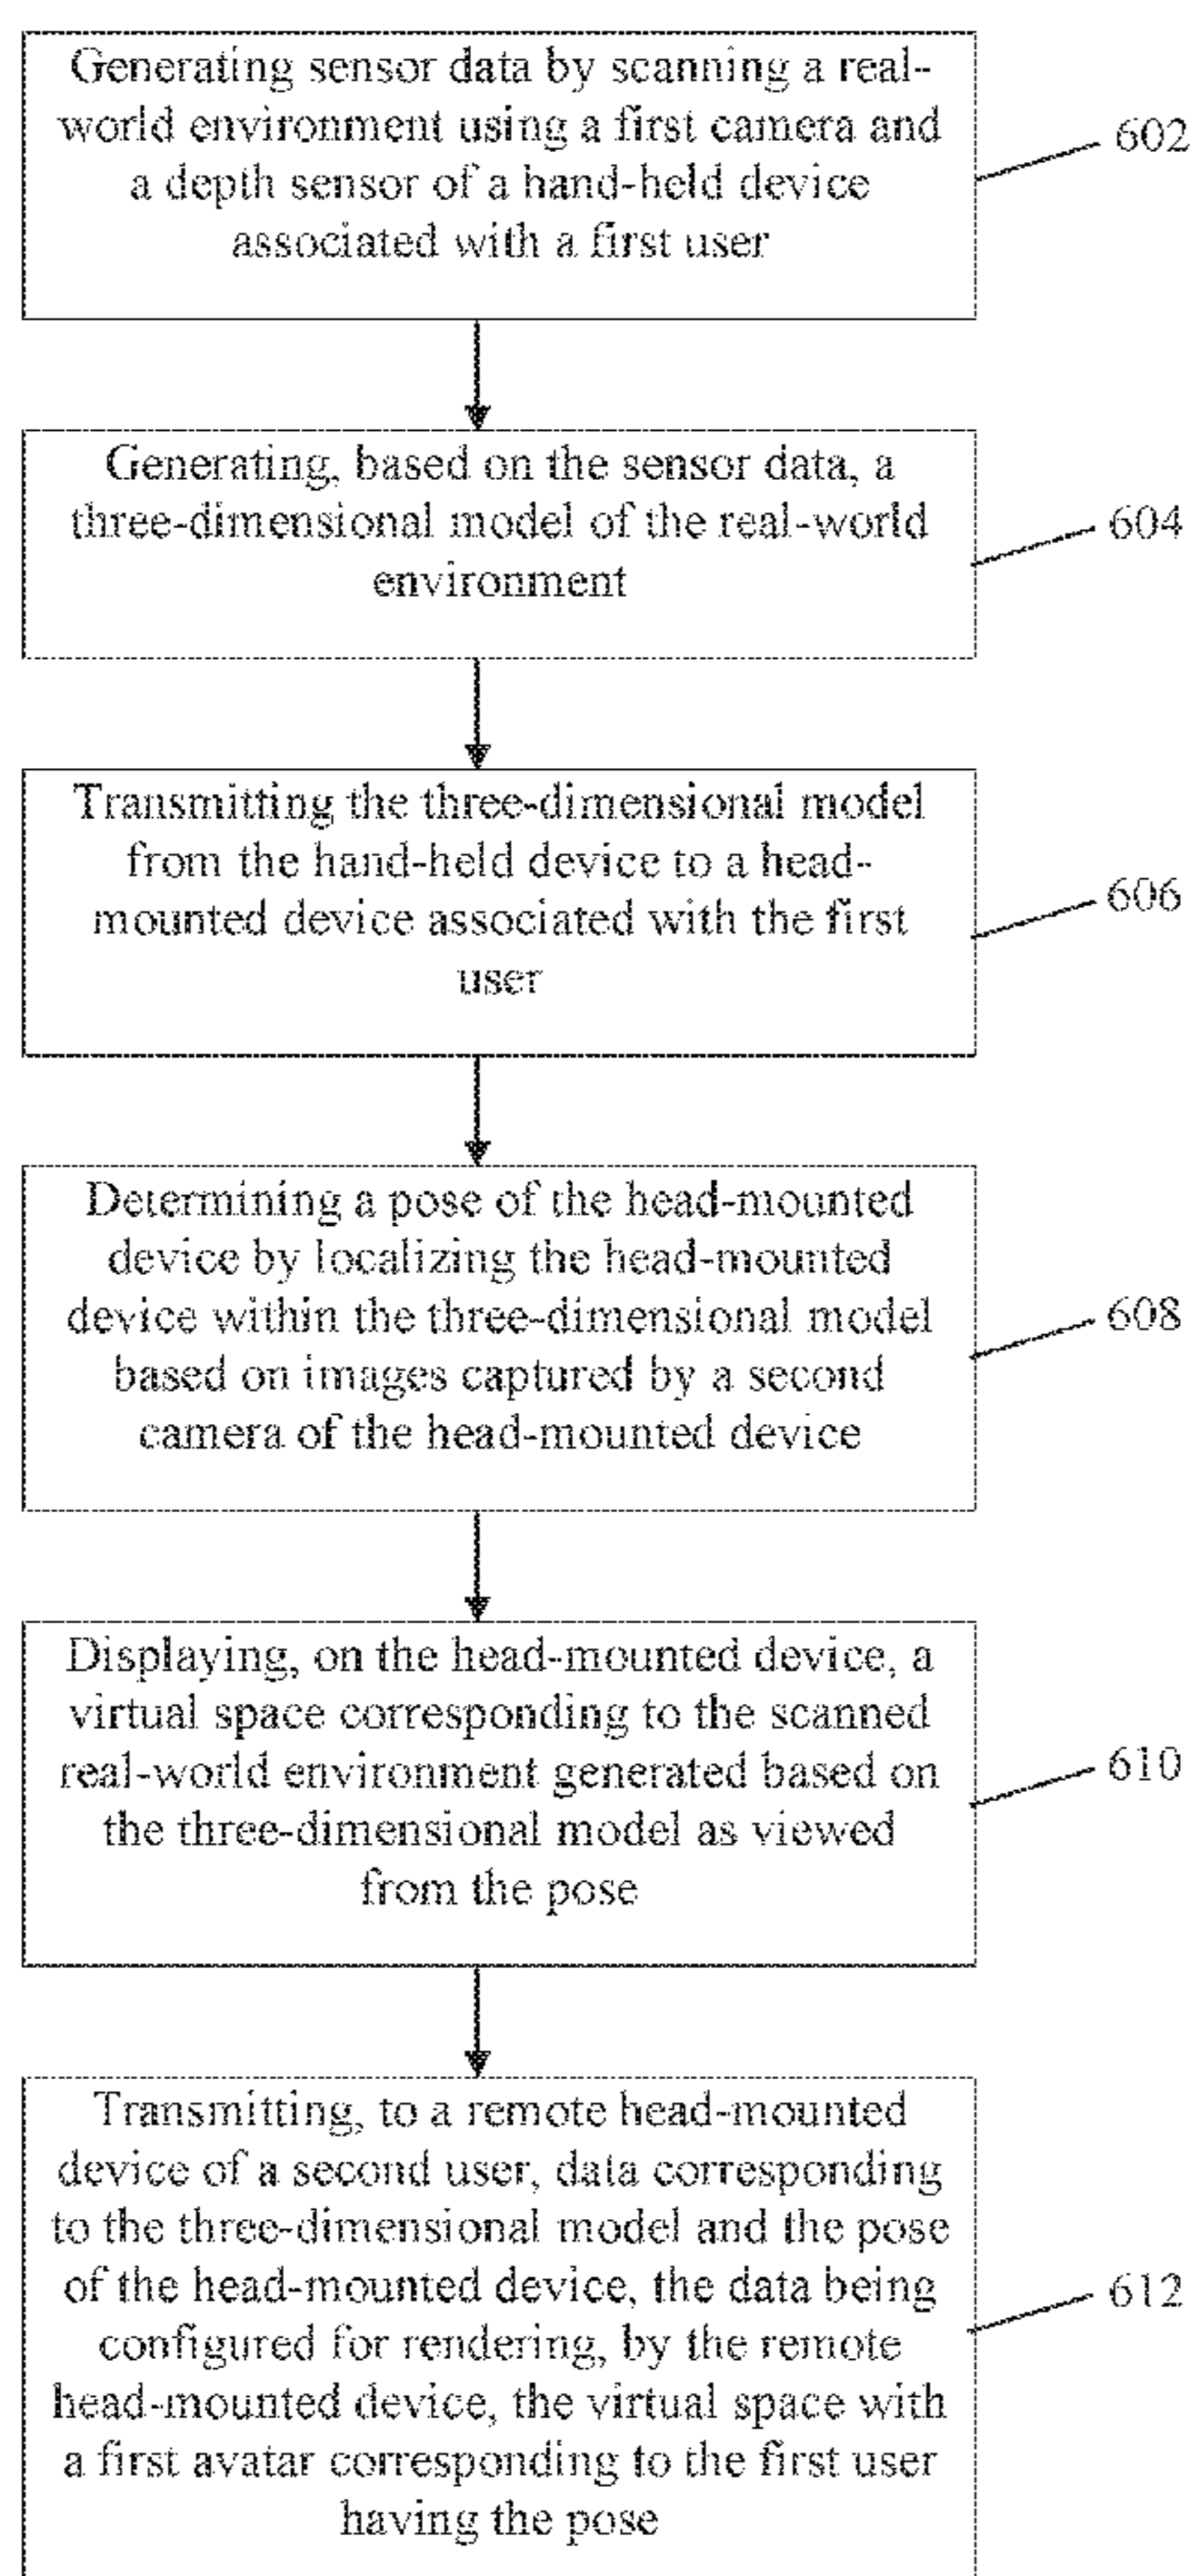 Generating sensor data by scanning a real-
world environment using a first camera and
a depth sensor of a hand-held device
associated with a first user
602
Generating, based on the sensor data, a
three-dimensional model of the real-world
environment
604
Transmitting the three-dimensional model
from the hand-held device to a head-
mounted device associated with the first
user
606
Determining a pose of the head-mounted
device by localizing the head-mounted
device within the three-dimensional model
based on images captured by a second
camera of the head-mounted device
608
Displaying, on the head-mounted device, a
virtual space corresponding to the scanned
real-world environment generated based on
the three-dimensional model as viewed
from the pose
610
Transmitting, to a remote head-mounted
device of a second user, data corresponding
to the three-dimensional model and the pose
of the head-mounted device, the data being
configured for rendering, by the remote
head-mounted device, the virtual space with
a first avatar corresponding to the first user
having the pose
612